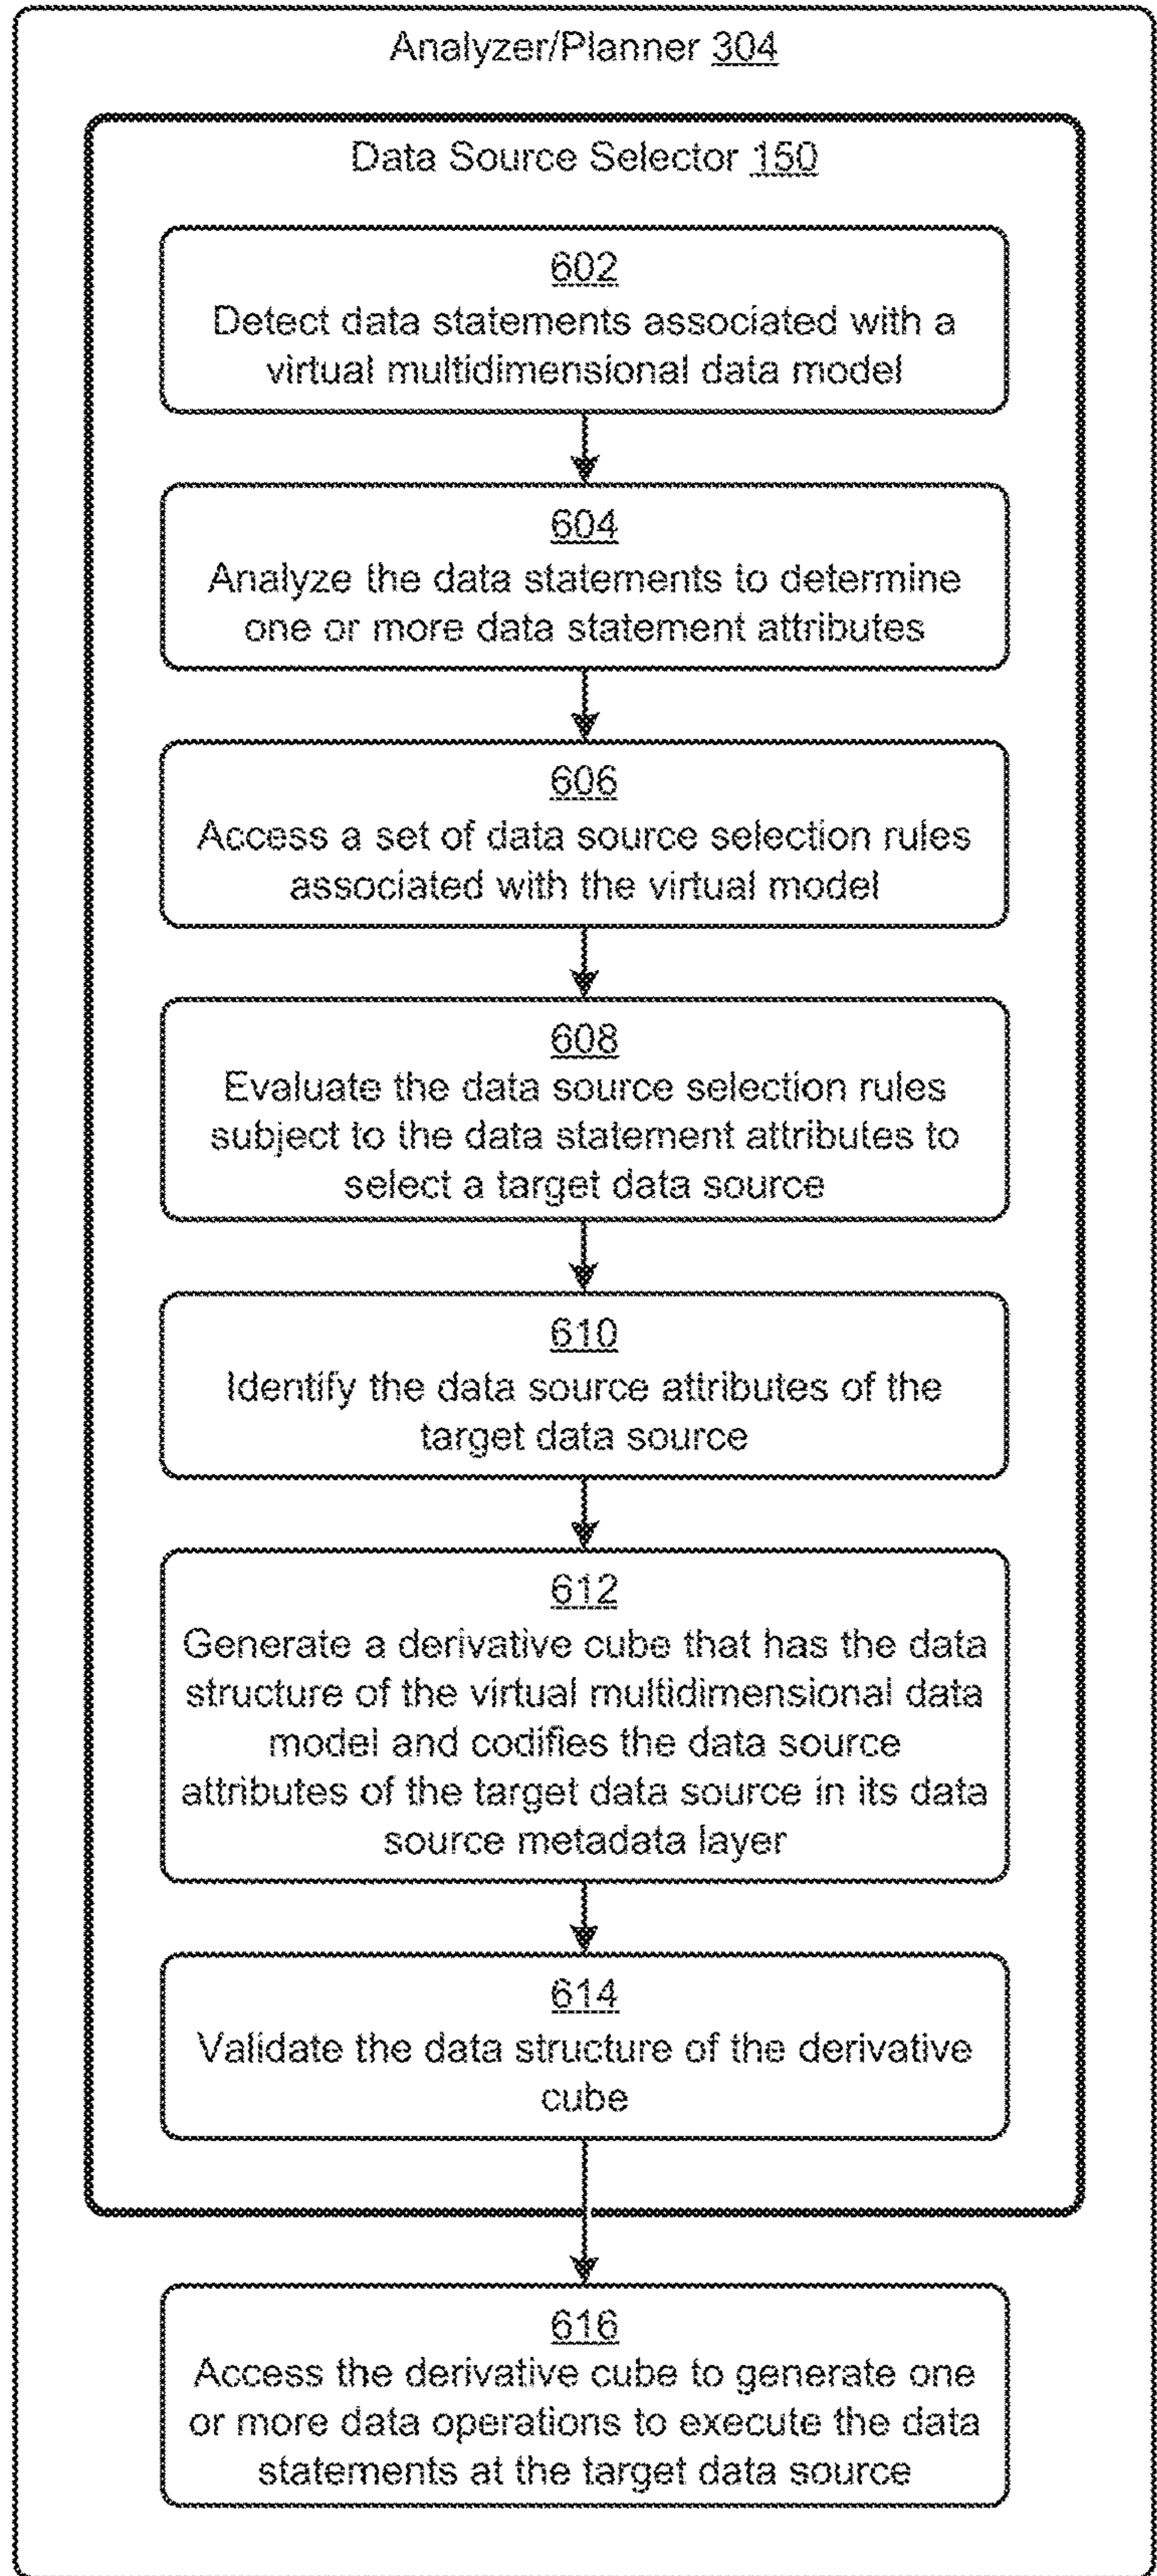 Analyzer/Planner 304
Data Source Selector 150
602
Detect data statements associated with a
virtual multidimensional data model
604
Analyze the data statements to determine
one or more data statement attributes
606
Access a set of data source selection rules
associated with the virtual model
608
Evaluate the data source selection rules
subject to the data statement attributes to
select a target data source
610
Identify the data source attributes of the
target data source
612
Generate a derivative cube that has the data
structure of the virtual multidimensional data
model and codifies the data source
attributes of the target data source in its data
source metadata layer
614
Validate the data structure of the derivative
cube
616
Access the derivative cube to generate one
or more data operations to execute the data
statements at the target data source